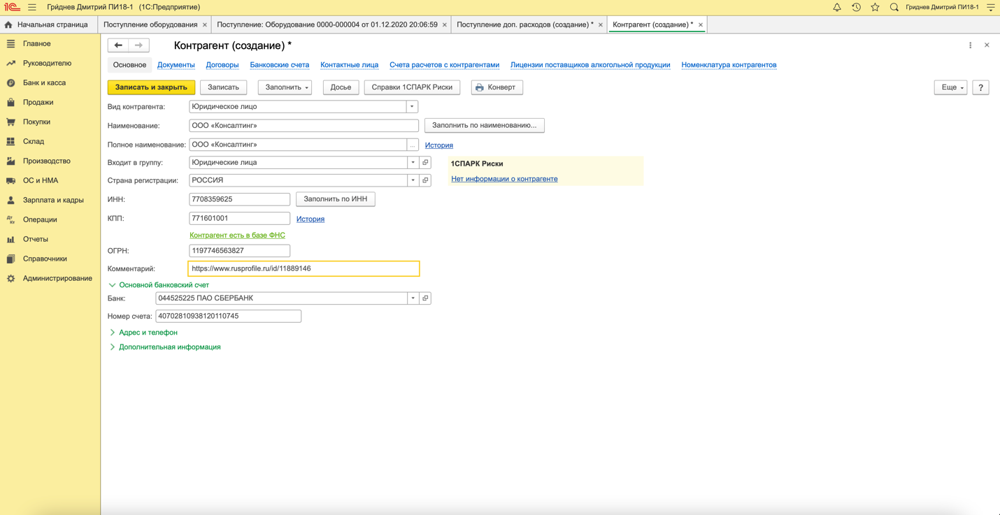 1С Гри́днев Дмитрий ПИ18-1 (1С:Предприятие) Гриднев Дмитрий ПИ18-1
Начальная страница Поступление оборудования × Поступление: Оборудование 0000-000004 от 01.12.2020 20:06:59 × Поступление доп. расходов (создание) * × Контрагент (создание) * ×
Главное
Руководителю
Банк и касса
Продажи
Покупки
Склад
Производство
ОС и НМА
Зарплата и кадры
Операции
Отчеты
Справочники
Администрирование
Контрагент (создание) *
Основное Документы Договоры Банковские счета Контактные лица Счета расчетов с контрагентами Лицензии поставщиков алкогольной продукции Номенклатура контрагентов
Записать и закрыть Записать Заполнить Досье Справки 1СПАРК Риски Конверт Еще ?
Вид контрагента: Юридическое лицо
Наименование: ООО «Консалтинг» Заполнить по наименованию...
Полное наименование: ООО «Консалтинг» ... История
Входит в группу: Юридические лица
1СПАРК Риски
Страна регистрации: РОССИЯ
Нет информации о контрагенте
ИНН: 7708359625 Заполнить по ИНН
КПП: 771601001 История
Контрагент есть в базе ФНС
ОГРН: 1197746563827
Комментарий: https://www.rusprofile.ru/id/11889146
Основной банковский счет
Банк: 044525225 ПАО СБЕРБАНК
Номер счета: 40702810938120110745
Адрес и телефон
Дополнительная информация